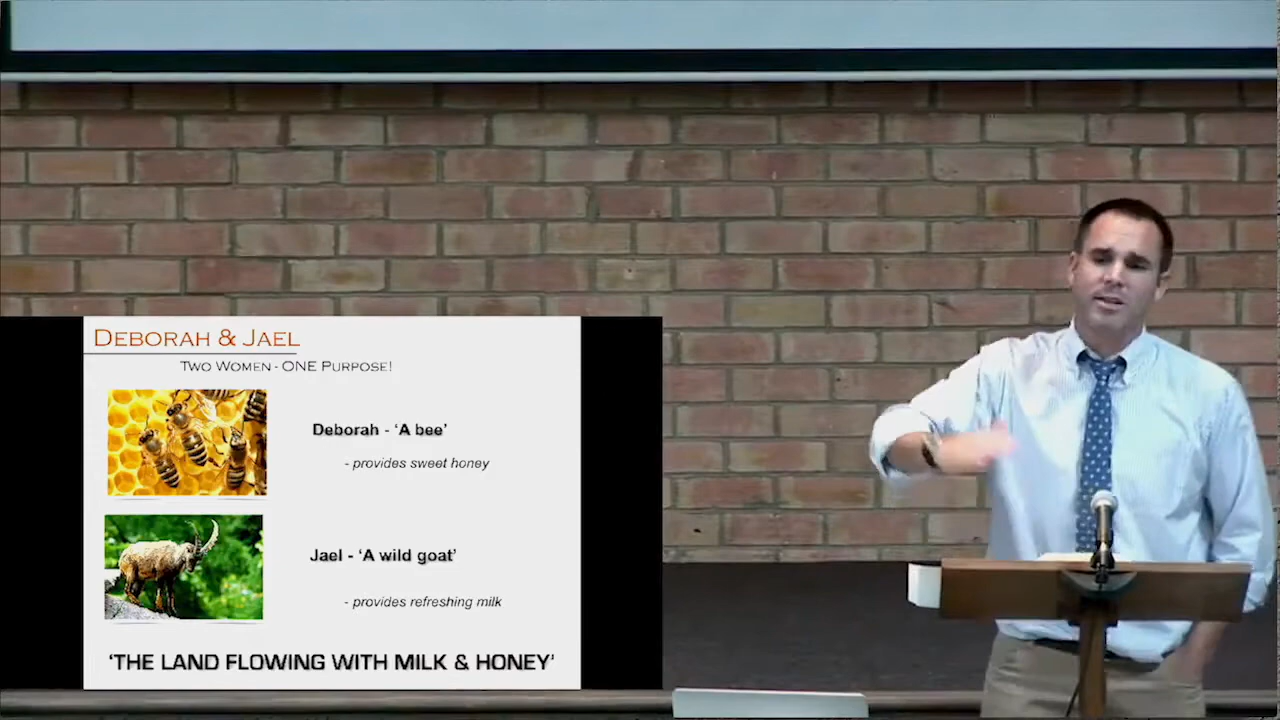 DEBORAH & JAEL
TWO WOMEN - ONE PURPOSE!
Deborah - ‘A bee’
- provides sweet honey
Jael - ‘A wild goat’
- provides refreshing milk
‘THE LAND FLOWING WITH MILK & HONEY’